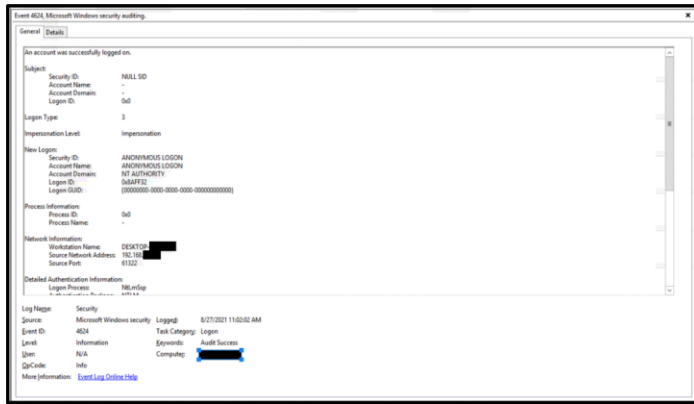 Event 4624, Microsoft Windows security auditing.
General Details
An account was successfully logged on.
Subject:
Security ID: NULL SID
Account Name: -
Account Domain: -
Logon ID: 0x0
Logon Type: 3
Impersonation Level: Impersonation
New Logon:
Security ID: ANONYMOUS LOGON
Account Name: ANONYMOUS LOGON
Account Domain: NT AUTHORITY
Logon ID: 0x8AFF32
Logon GUID: {00000000-0000-0000-0000-000000000000}
Process Information:
Process ID: 0x0
Process Name: -
Network Information:
Workstation Name: DESKTOP-
Source Network Address: 192.168.
Source Port: 61322
Detailed Authentication Information:
Logon Process: NtLmSsp
Log Name: Security
Source: Microsoft Windows security Logged: 8/27/2021 11:02:02 AM
Event ID: 4624 Task Category: Logon
Level: Information Keywords: Audit Success
User: N/A Computer:
OpCode: Info
More Information: Event Log Online Help